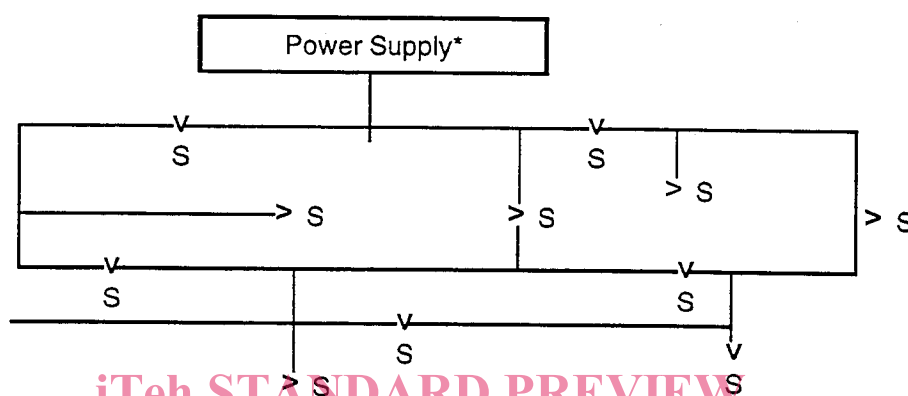 Power Supply*
S S
S
S S S
S S
S
iTeh STANDARD PREVIEW
S S